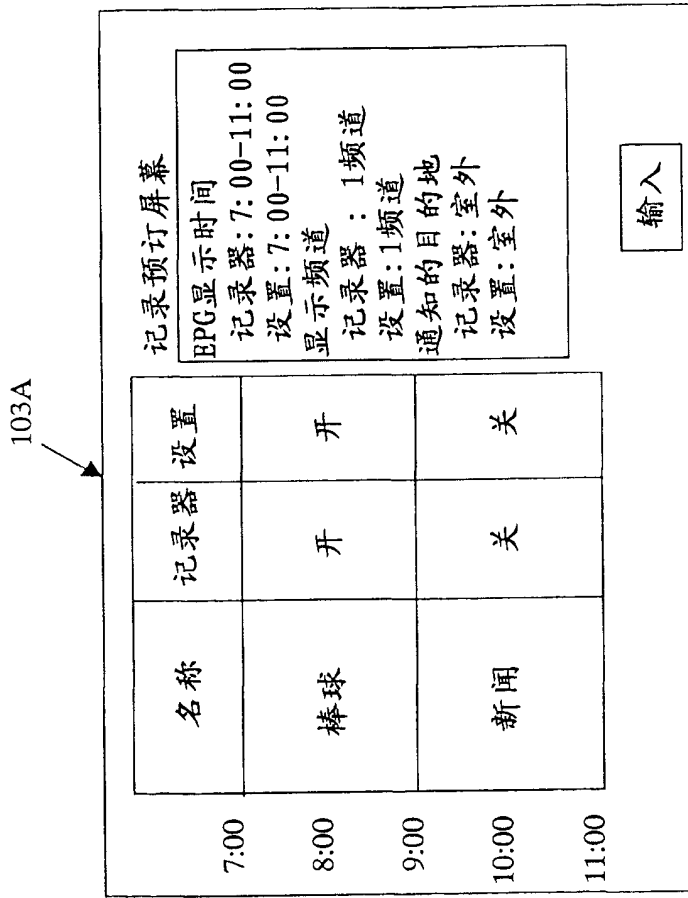 103A
记录预订屏幕
名称 记录器 设置
7:00
8:00 棒球 开 开
9:00
10:00 新闻 关 关
11:00
EPG显示时间
记录器:7:00-11:00
设置:7:00-11:00
显示频道
记录器: 1频道
设置:1频道
通知的目的地
记录器:室外
设置:室外
输入